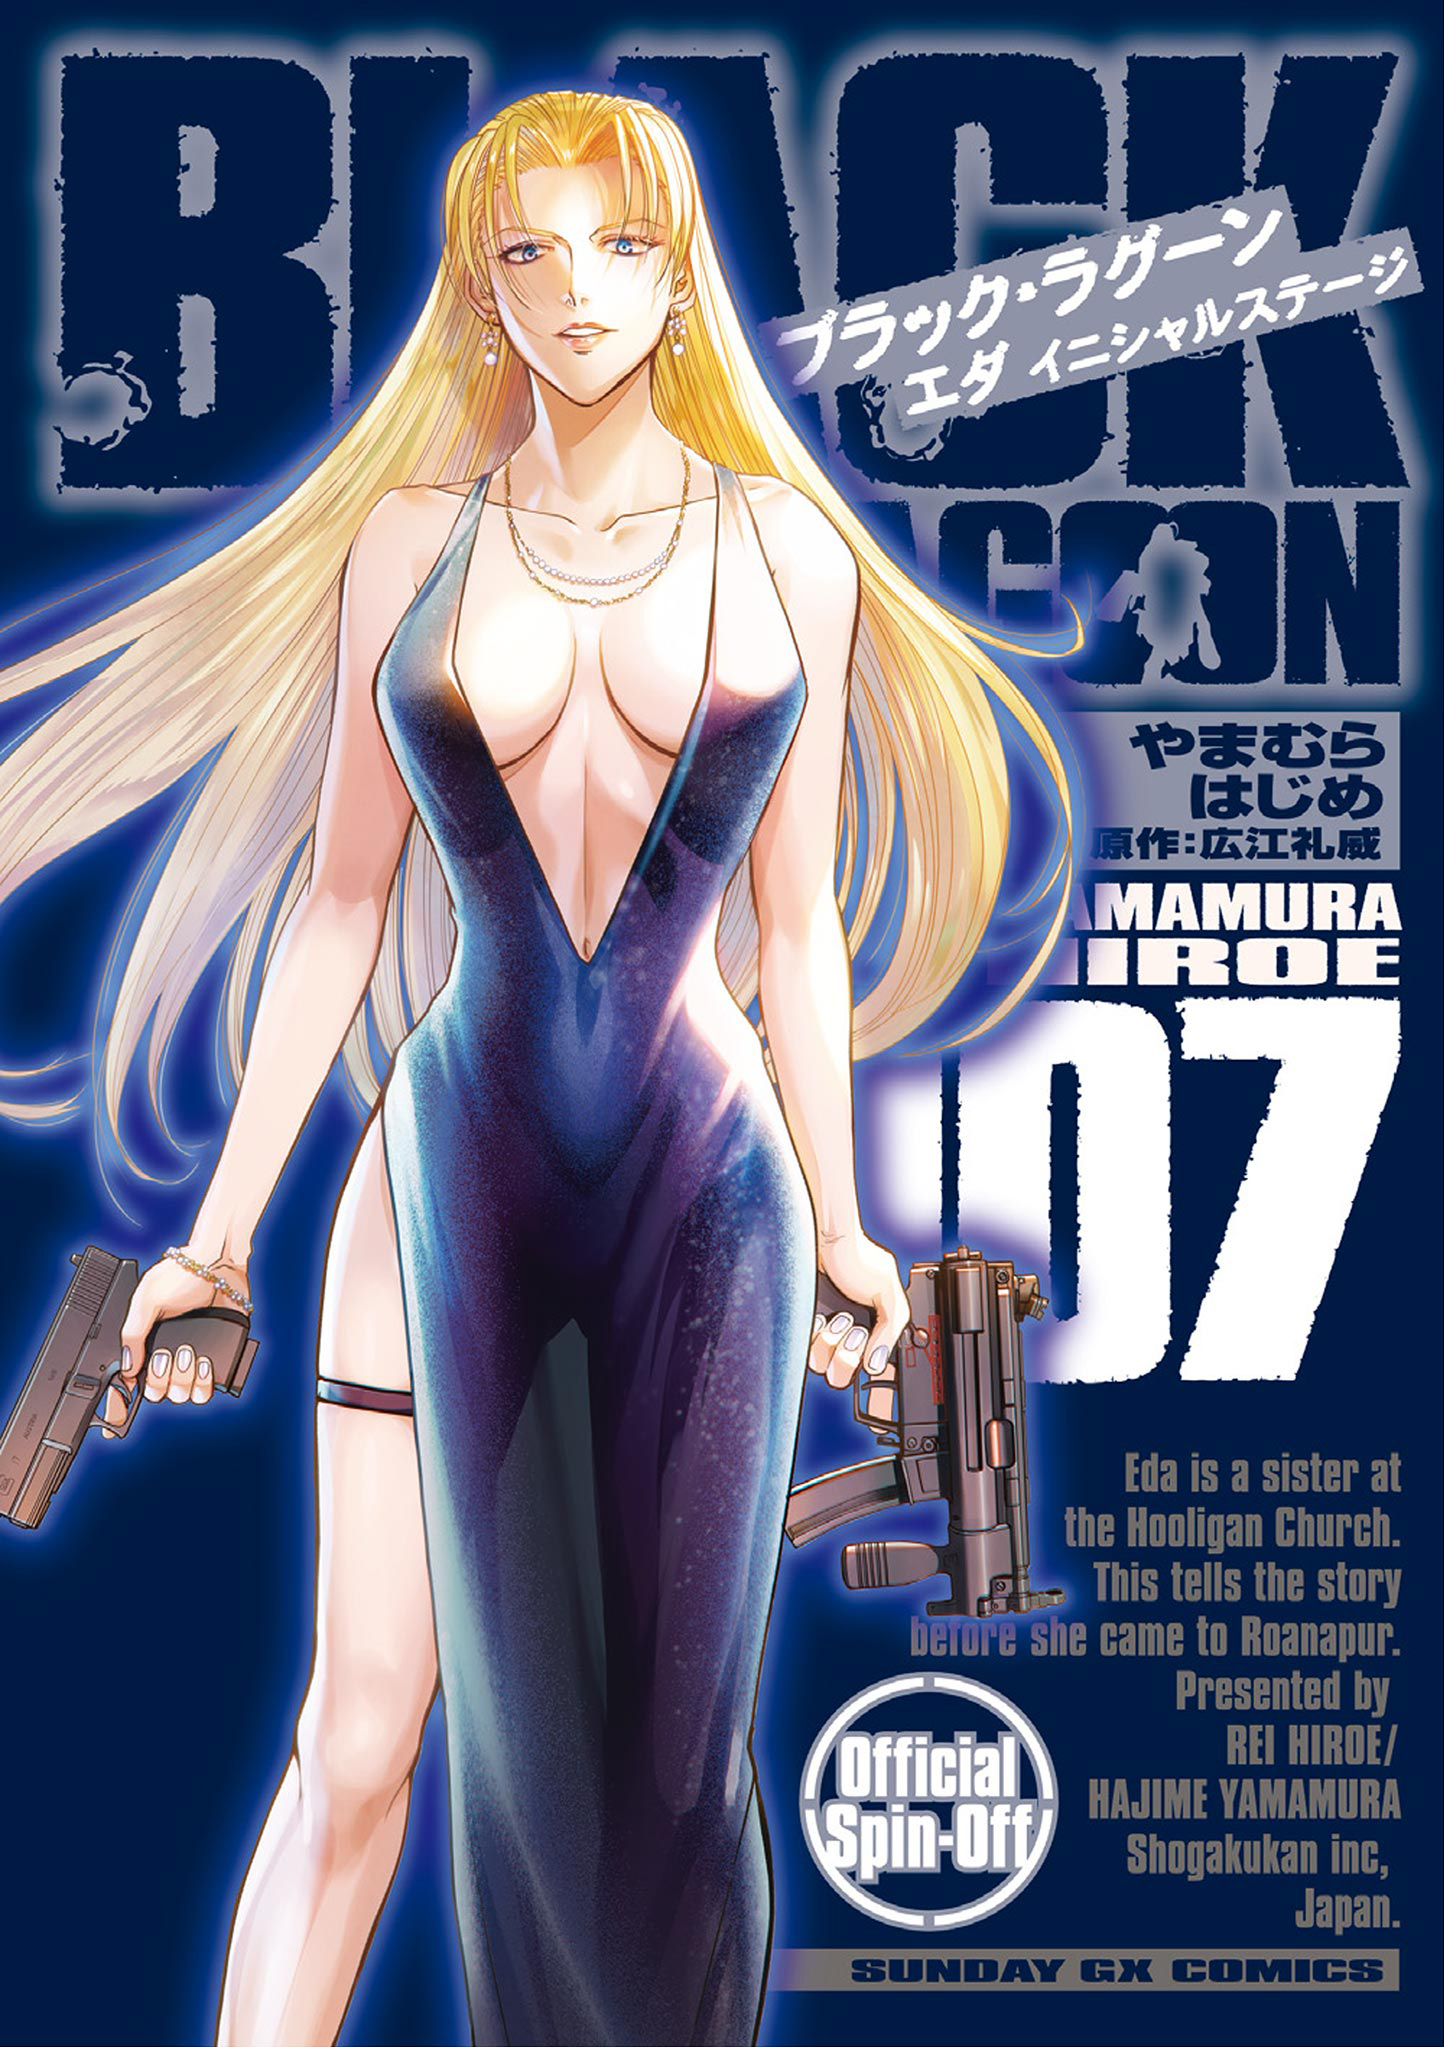 BLACK
ブラック・ラグーン
エダ イニシャルステージ
やまむら
はじめ
原作：広江礼威
07
Eda is a sister at
the Hooligan Church.
This tells the story
before she came to Roanapur.
Presented by
REI HIROE/
HAJIME YAMAMURA
Shogakukan inc,
Japan.
Official
Spin-Off
SUNDAY GX COMICS